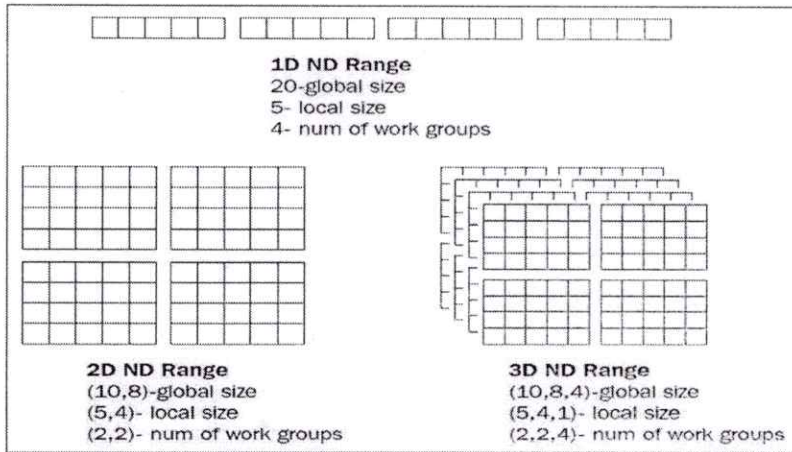 1D ND Range
20-global size
5- local size
4- num of work groups
2D ND Range
(10,8)-global size
(5,4)- local size
(2,2)- num of work groups
3D ND Range
(10,8,4)-global size
(5,4,1)- local size
(2,2,4)- num of work groups